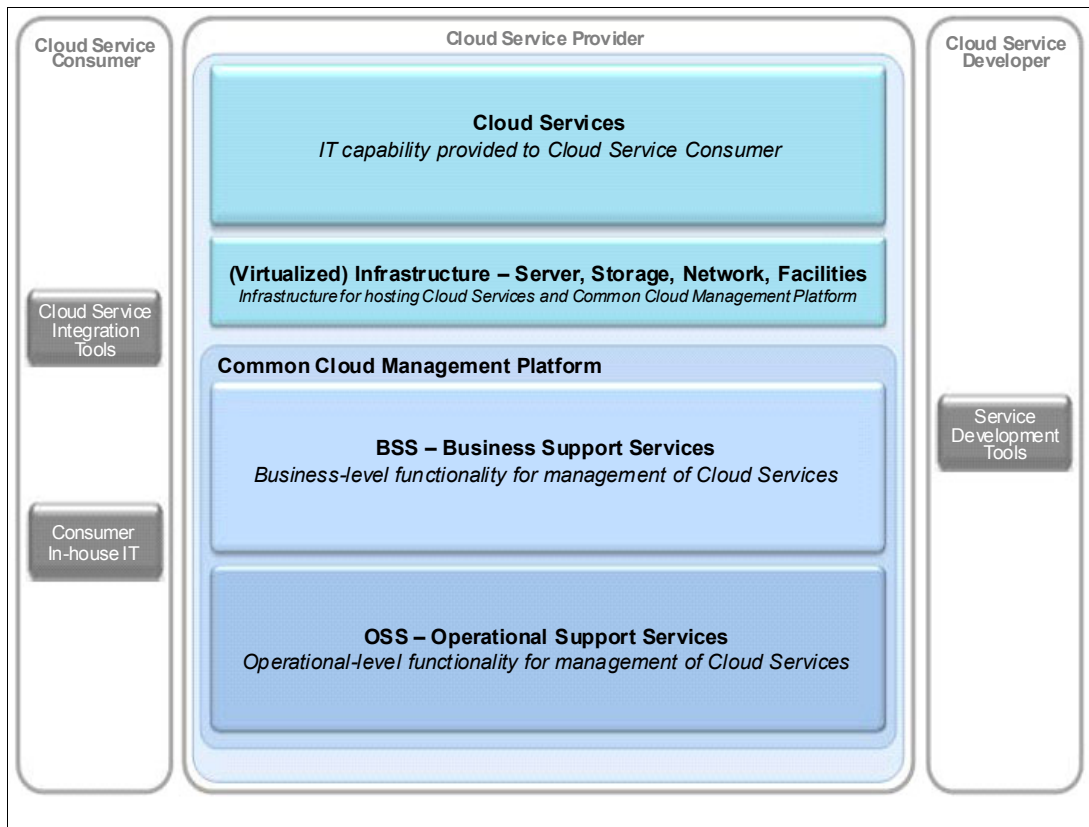 Cloud Service
Consumer
Cloud Service
Integration
Tools
Consumer
In-house IT
Cloud Service Provider
Cloud Services
IT capability provided to Cloud Service Consumer
(Virtualized) Infrastructure – Server, Storage, Network, Facilities
Infrastructure for hosting Cloud Services and Common Cloud Management Platform
Common Cloud Management Platform
BSS – Business Support Services
Business-level functionality for management of Cloud Services
OSS – Operational Support Services
Operational-level functionality for management of Cloud Services
Cloud Service
Developer
Service
Development
Tools